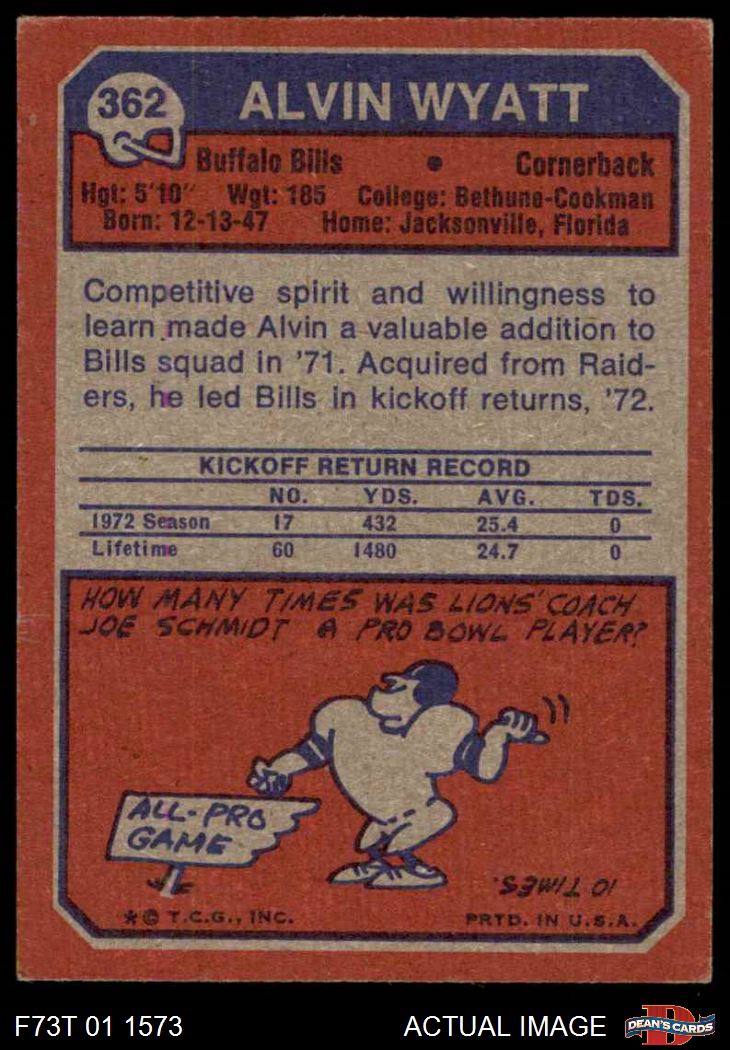 362
ALVIN WYATT
Buffalo Bills • Cornerback
Hgt: 5'10" Wgt: 185 College: Bethune-Cookman
Born: 12-13-47 Home: Jacksonville, Florida
Competitive spirit and willingness to
learn made Alvin a valuable addition to
Bills squad in '71. Acquired from Raid-
ers, he led Bills in kickoff returns, '72.
KICKOFF RETURN RECORD
NO. YDS. AVG. TDS.
1972 Season 17 432 25.4 0
Lifetime 60 1480 24.7 0
HOW MANY TIMES WAS LIONS' COACH
JOE SCHMIDT A PRO BOWL PLAYER?
ALL-PRO
GAME
10 TIMES.
* © T.C.G., INC. PRTD. IN U.S.A.
F73T 01 1573 ACTUAL IMAGE
D
DEAN'S CARDS